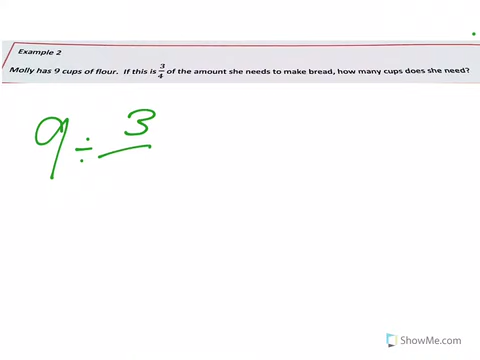 Example 2
Molly has 9 cups of flour. If this is 3/4 of the amount she needs to make bread, how many cups does she need?
9 ÷ 3
ShowMe.com